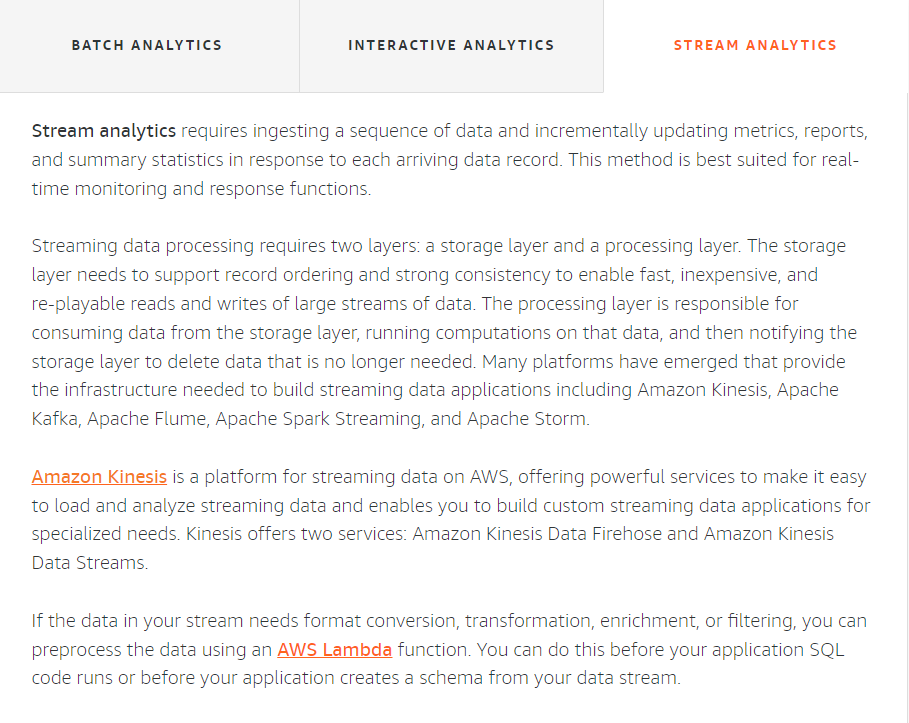 BATCH ANALYTICS
INTERACTIVE ANALYTICS
STREAM ANALYTICS
Stream analytics requires ingesting a sequence of data and incrementally updating metrics, reports,
and summary statistics in response to each arriving data record. This method is best suited for real-
time monitoring and response functions.
Streaming data processing requires two layers: a storage layer and a processing layer. The storage
layer needs to support record ordering and strong consistency to enable fast, inexpensive, and
re-playable reads and writes of large streams of data. The processing layer is responsible for
consuming data from the storage layer, running computations on that data, and then notifying the
storage layer to delete data that is no longer needed. Many platforms have emerged that provide
the infrastructure needed to build streaming data applications including Amazon Kinesis, Apache
Kafka, Apache Flume, Apache Spark Streaming, and Apache Storm.
Amazon Kinesis is a platform for streaming data on AWS, offering powerful services to make it easy
to load and analyze streaming data and enables you to build custom streaming data applications for
specialized needs. Kinesis offers two services: Amazon Kinesis Data Firehose and Amazon Kinesis
Data Streams.
If the data in your stream needs format conversion, transformation, enrichment, or filtering, you can
preprocess the data using an AWS Lambda function. You can do this before your application SQL
code runs or before your application creates a schema from your data stream.